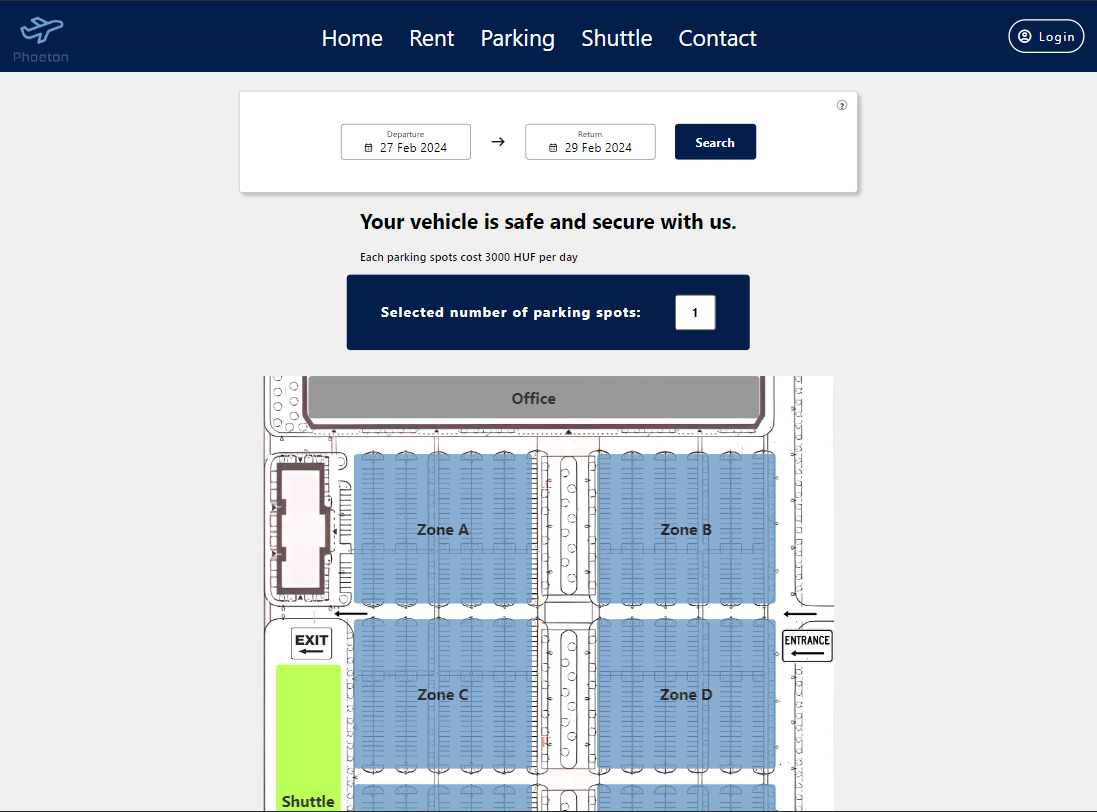 Phaeton
Home Rent Parking Shuttle Contact
Login
?
Departure
27 Feb 2024
Return
29 Feb 2024
Search
Your vehicle is safe and secure with us.
Each parking spots cost 3000 HUF per day
Selected number of parking spots: 1
Office
Zone A
Zone B
EXIT
ENTRANCE
Zone C
Zone D
Shuttle